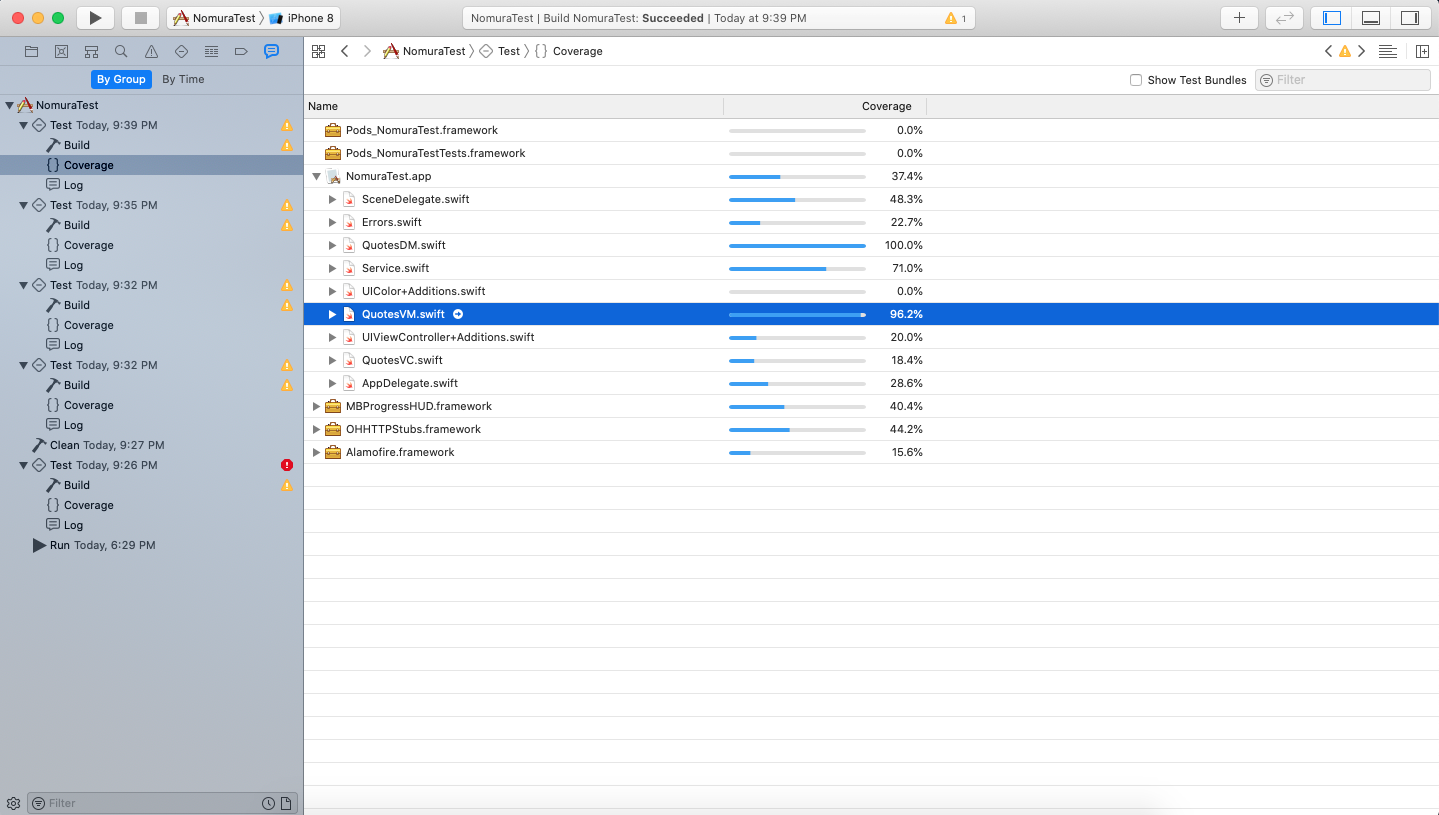 NomuraTest iPhone 8
NomuraTest | Build NomuraTest: Succeeded | Today at 9:39 PM 1
NomuraTest Test { } Coverage
By Group By Time
Show Test Bundles Filter
NomuraTest
Test Today, 9:39 PM
Build
{ } Coverage
Log
Test Today, 9:35 PM
Build
{ } Coverage
Log
Test Today, 9:32 PM
Build
{ } Coverage
Log
Test Today, 9:32 PM
Build
{ } Coverage
Log
Clean Today, 9:27 PM
Test Today, 9:26 PM
Build
{ } Coverage
Log
Run Today, 6:29 PM
Filter
Name Coverage
Pods_NomuraTest.framework 0.0%
Pods_NomuraTestTests.framework 0.0%
NomuraTest.app 37.4%
SceneDelegate.swift 48.3%
Errors.swift 22.7%
QuotesDM.swift 100.0%
Service.swift 71.0%
UIColor+Additions.swift 0.0%
QuotesVM.swift 96.2%
UIViewController+Additions.swift 20.0%
QuotesVC.swift 18.4%
AppDelegate.swift 28.6%
MBProgressHUD.framework 40.4%
OHHTTPStubs.framework 44.2%
Alamofire.framework 15.6%